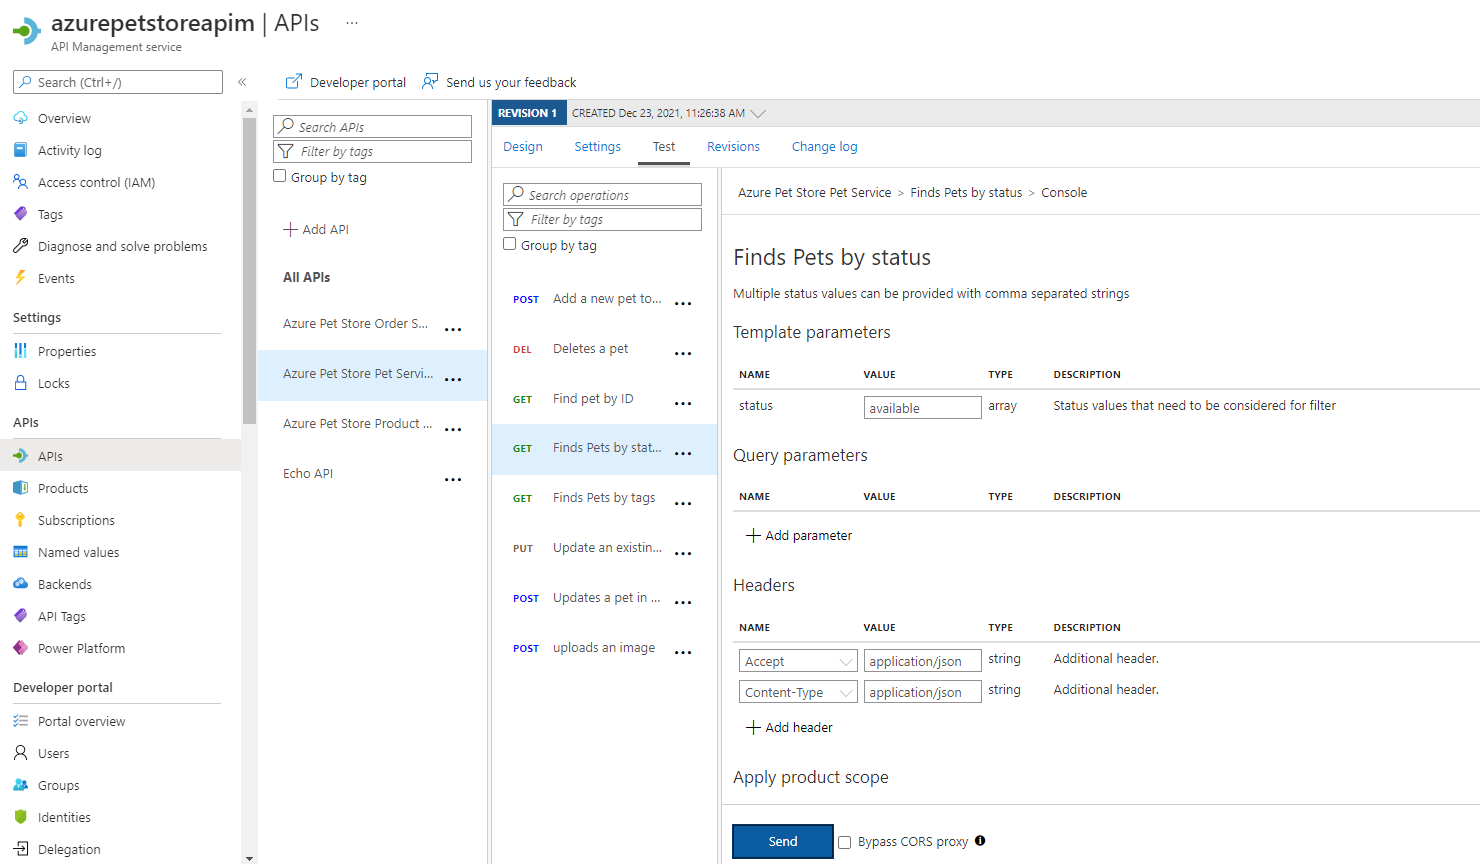 azurepetstoreapim | APIs ...
API Management service
Search (Ctrl+/)
«
Overview
Activity log
Access control (IAM)
Tags
Diagnose and solve problems
Events
Settings
Properties
Locks
APIs
APIs
Products
Subscriptions
Named values
Backends
API Tags
Power Platform
Developer portal
Portal overview
Users
Groups
Identities
Delegation
Developer portal
Send us your feedback
Search APIs
Filter by tags
Group by tag
Add API
All APIs
Azure Pet Store Order S... ...
Azure Pet Store Pet Servi... ...
Azure Pet Store Product ... ...
Echo API ...
REVISION 1 CREATED Dec 23, 2021, 11:26:38 AM
Design Settings Test Revisions Change log
Search operations
Filter by tags
Group by tag
POST Add a new pet to... ...
DEL Deletes a pet ...
GET Find pet by ID ...
GET Finds Pets by stat... ...
GET Finds Pets by tags ...
PUT Update an existin... ...
POST Updates a pet in ... ...
POST uploads an image ...
Azure Pet Store Pet Service > Finds Pets by status > Console
Finds Pets by status
Multiple status values can be provided with comma separated strings
Template parameters
NAME VALUE TYPE DESCRIPTION
status available array Status values that need to be considered for filter
Query parameters
NAME VALUE TYPE DESCRIPTION
Add parameter
Headers
NAME VALUE TYPE DESCRIPTION
Accept application/json string Additional header.
Content-Type application/json string Additional header.
Add header
Apply product scope
Send Bypass CORS proxy